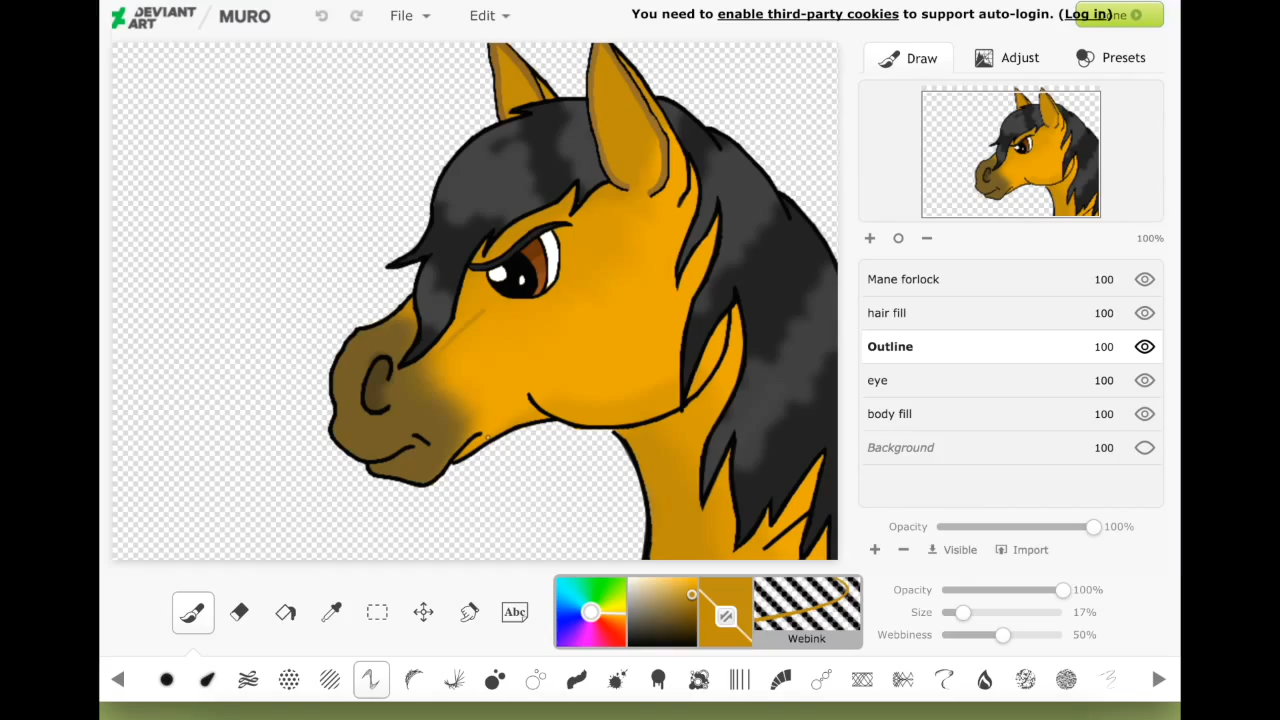 DEVIANT
ART
MURO
File
Edit
You need to enable third-party cookies to support auto-login. (Log in)
Draw
Adjust
Presets
100%
Mane forlock 100
hair fill 100
Outline 100
eye 100
body fill 100
Background 100
Opacity 100%
Visible
Import
Abc
Webink
Opacity 100%
Size 17%
Webbiness 50%